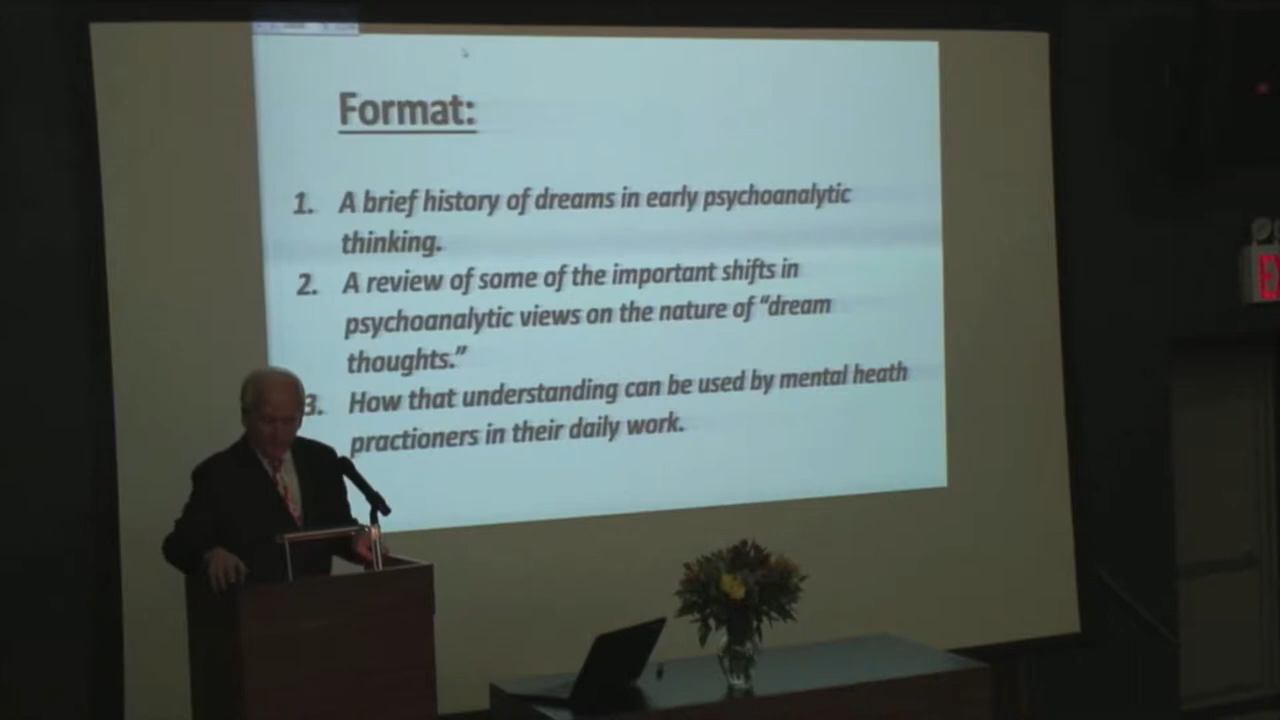 Format:
1. A brief history of dreams in early psychoanalytic
thinking.
2. A review of some of the important shifts in
psychoanalytic views on the nature of “dream
thoughts.”
3. How that understanding can be used by mental heath
practioners in their daily work.